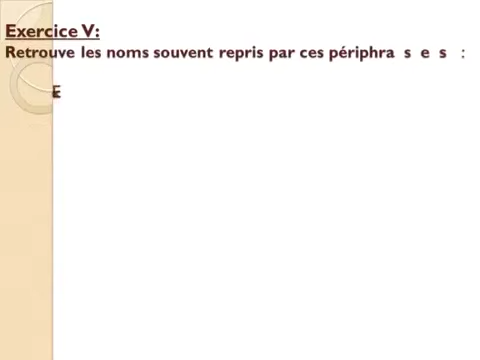 Exercice V:
Retrouve les noms souvent repris par ces périphra s e s :